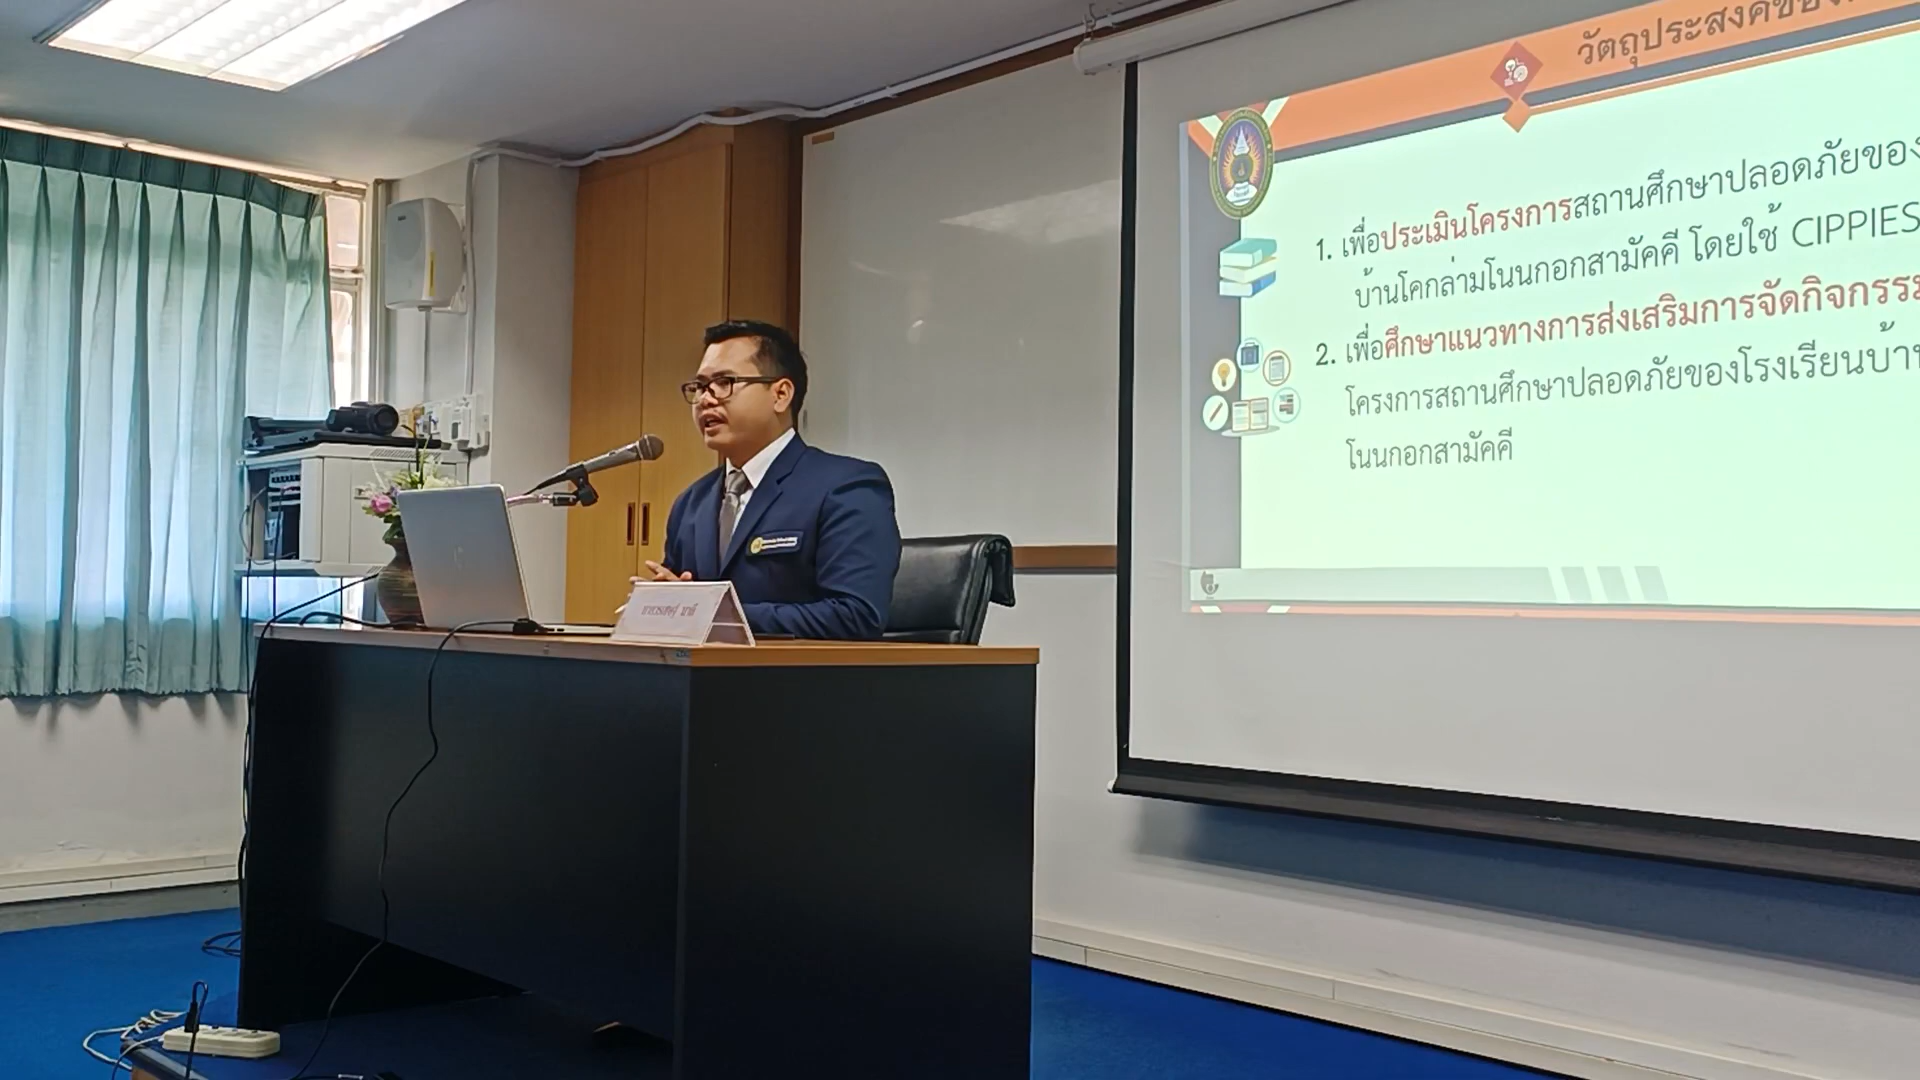 วัตถุประสงค์ของ
1. เพื่อประเมินโครงการสถานศึกษาปลอดภัยของ
บ้านโคกล่ามโนนกอกสามัคคี โดยใช้ CIPPIES
2. เพื่อศึกษาแนวทางการส่งเสริมการจัดกิจกรรม
โครงการสถานศึกษาปลอดภัยของโรงเรียนบ้าน
โนนกอกสามัคคี